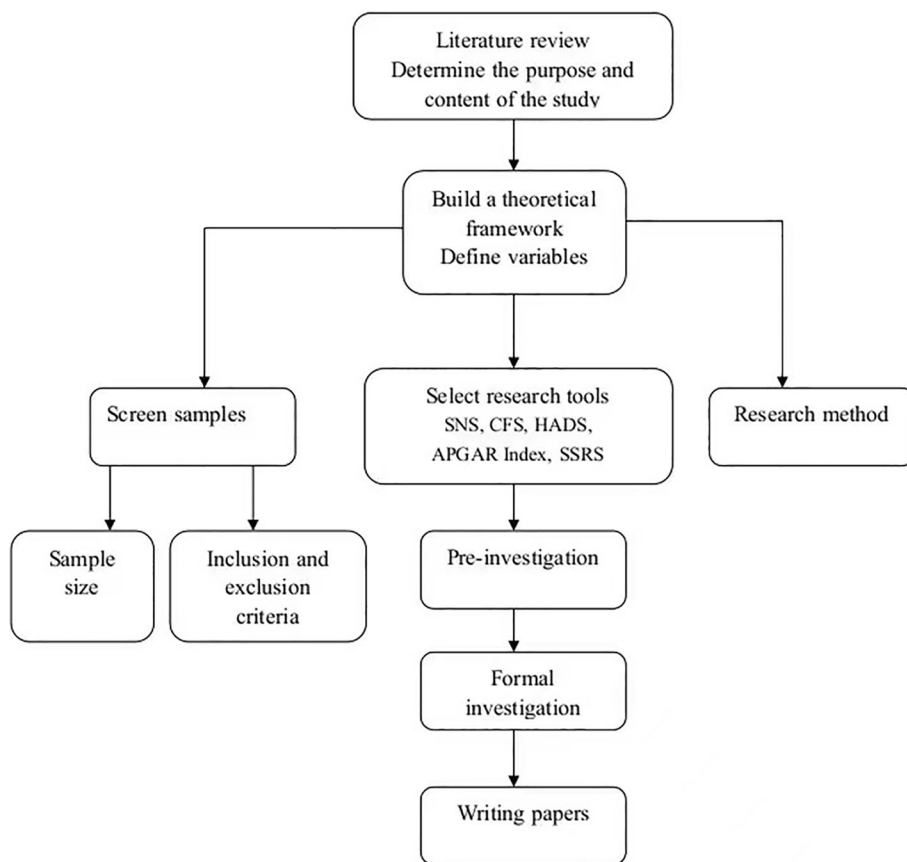 Literature review
Determine the purpose and
content of the study
Build a theoretical
framework
Define variables
Screen samples
Select research tools
SNS, CFS, HADS,
APGAR Index, SSRS
Research method
Sample
size
Inclusion and
exclusion
criteria
Pre-investigation
Formal
investigation
Writing papers